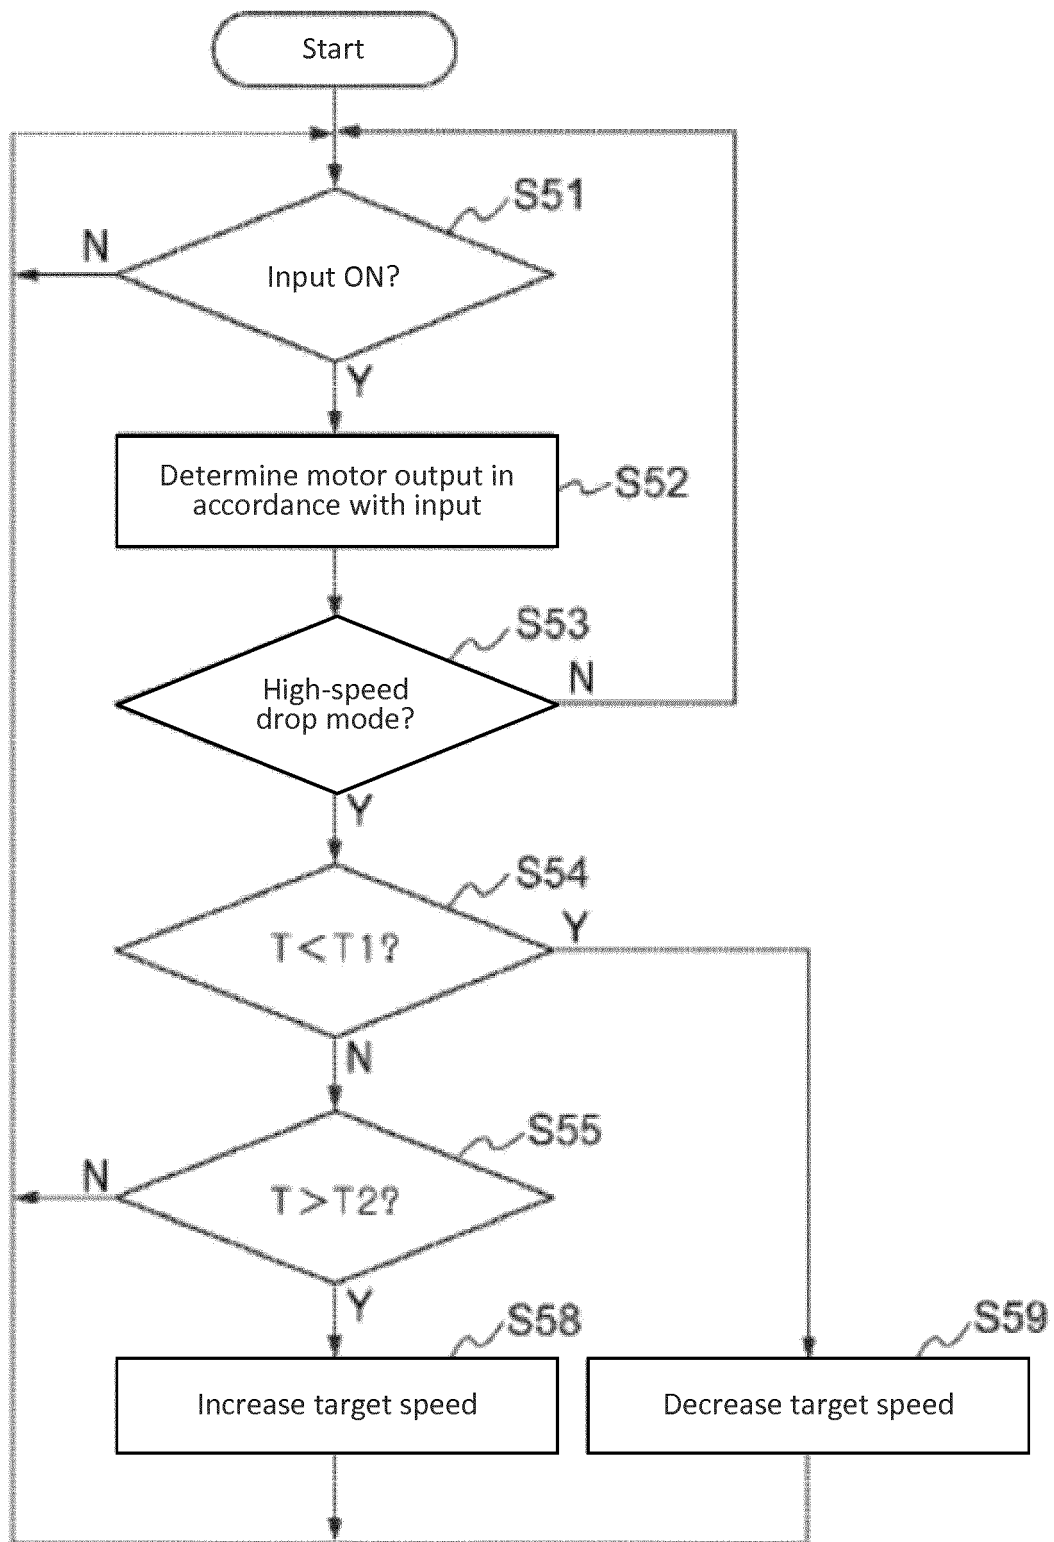 Start
S51
N
Input ON?
Y
Determine motor output in
accordance with input
S52
S53
N
High-speed
drop mode?
Y
S54
Y
T<T1?
N
S55
N
T>T2?
Y
S58
S59
Increase target speed
Decrease target speed